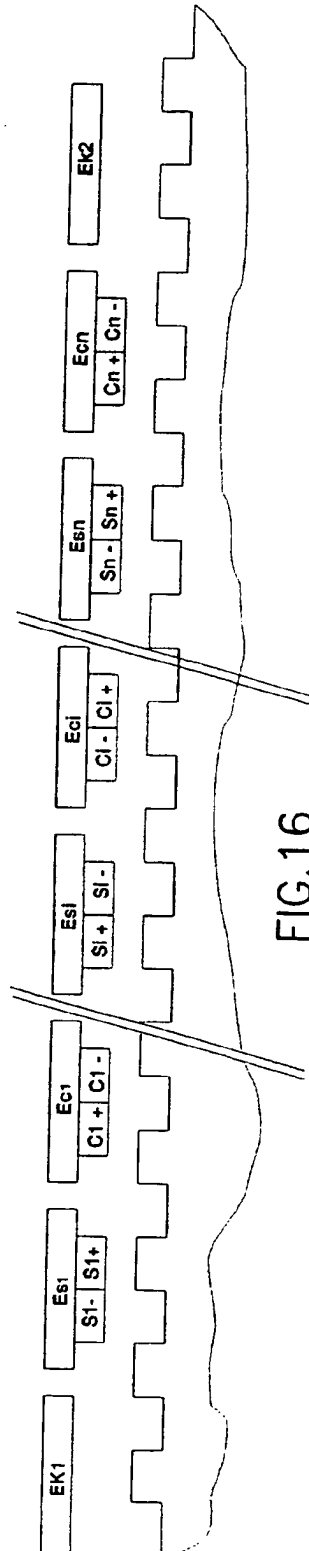 EK1 Es1 Ec1 Esi Eci Esn Ecn Ek2
S1- S1+ C1 + C1 - Si + Si - Ci - Ci + Sn - Sn + Cn + Cn -
FIG.16